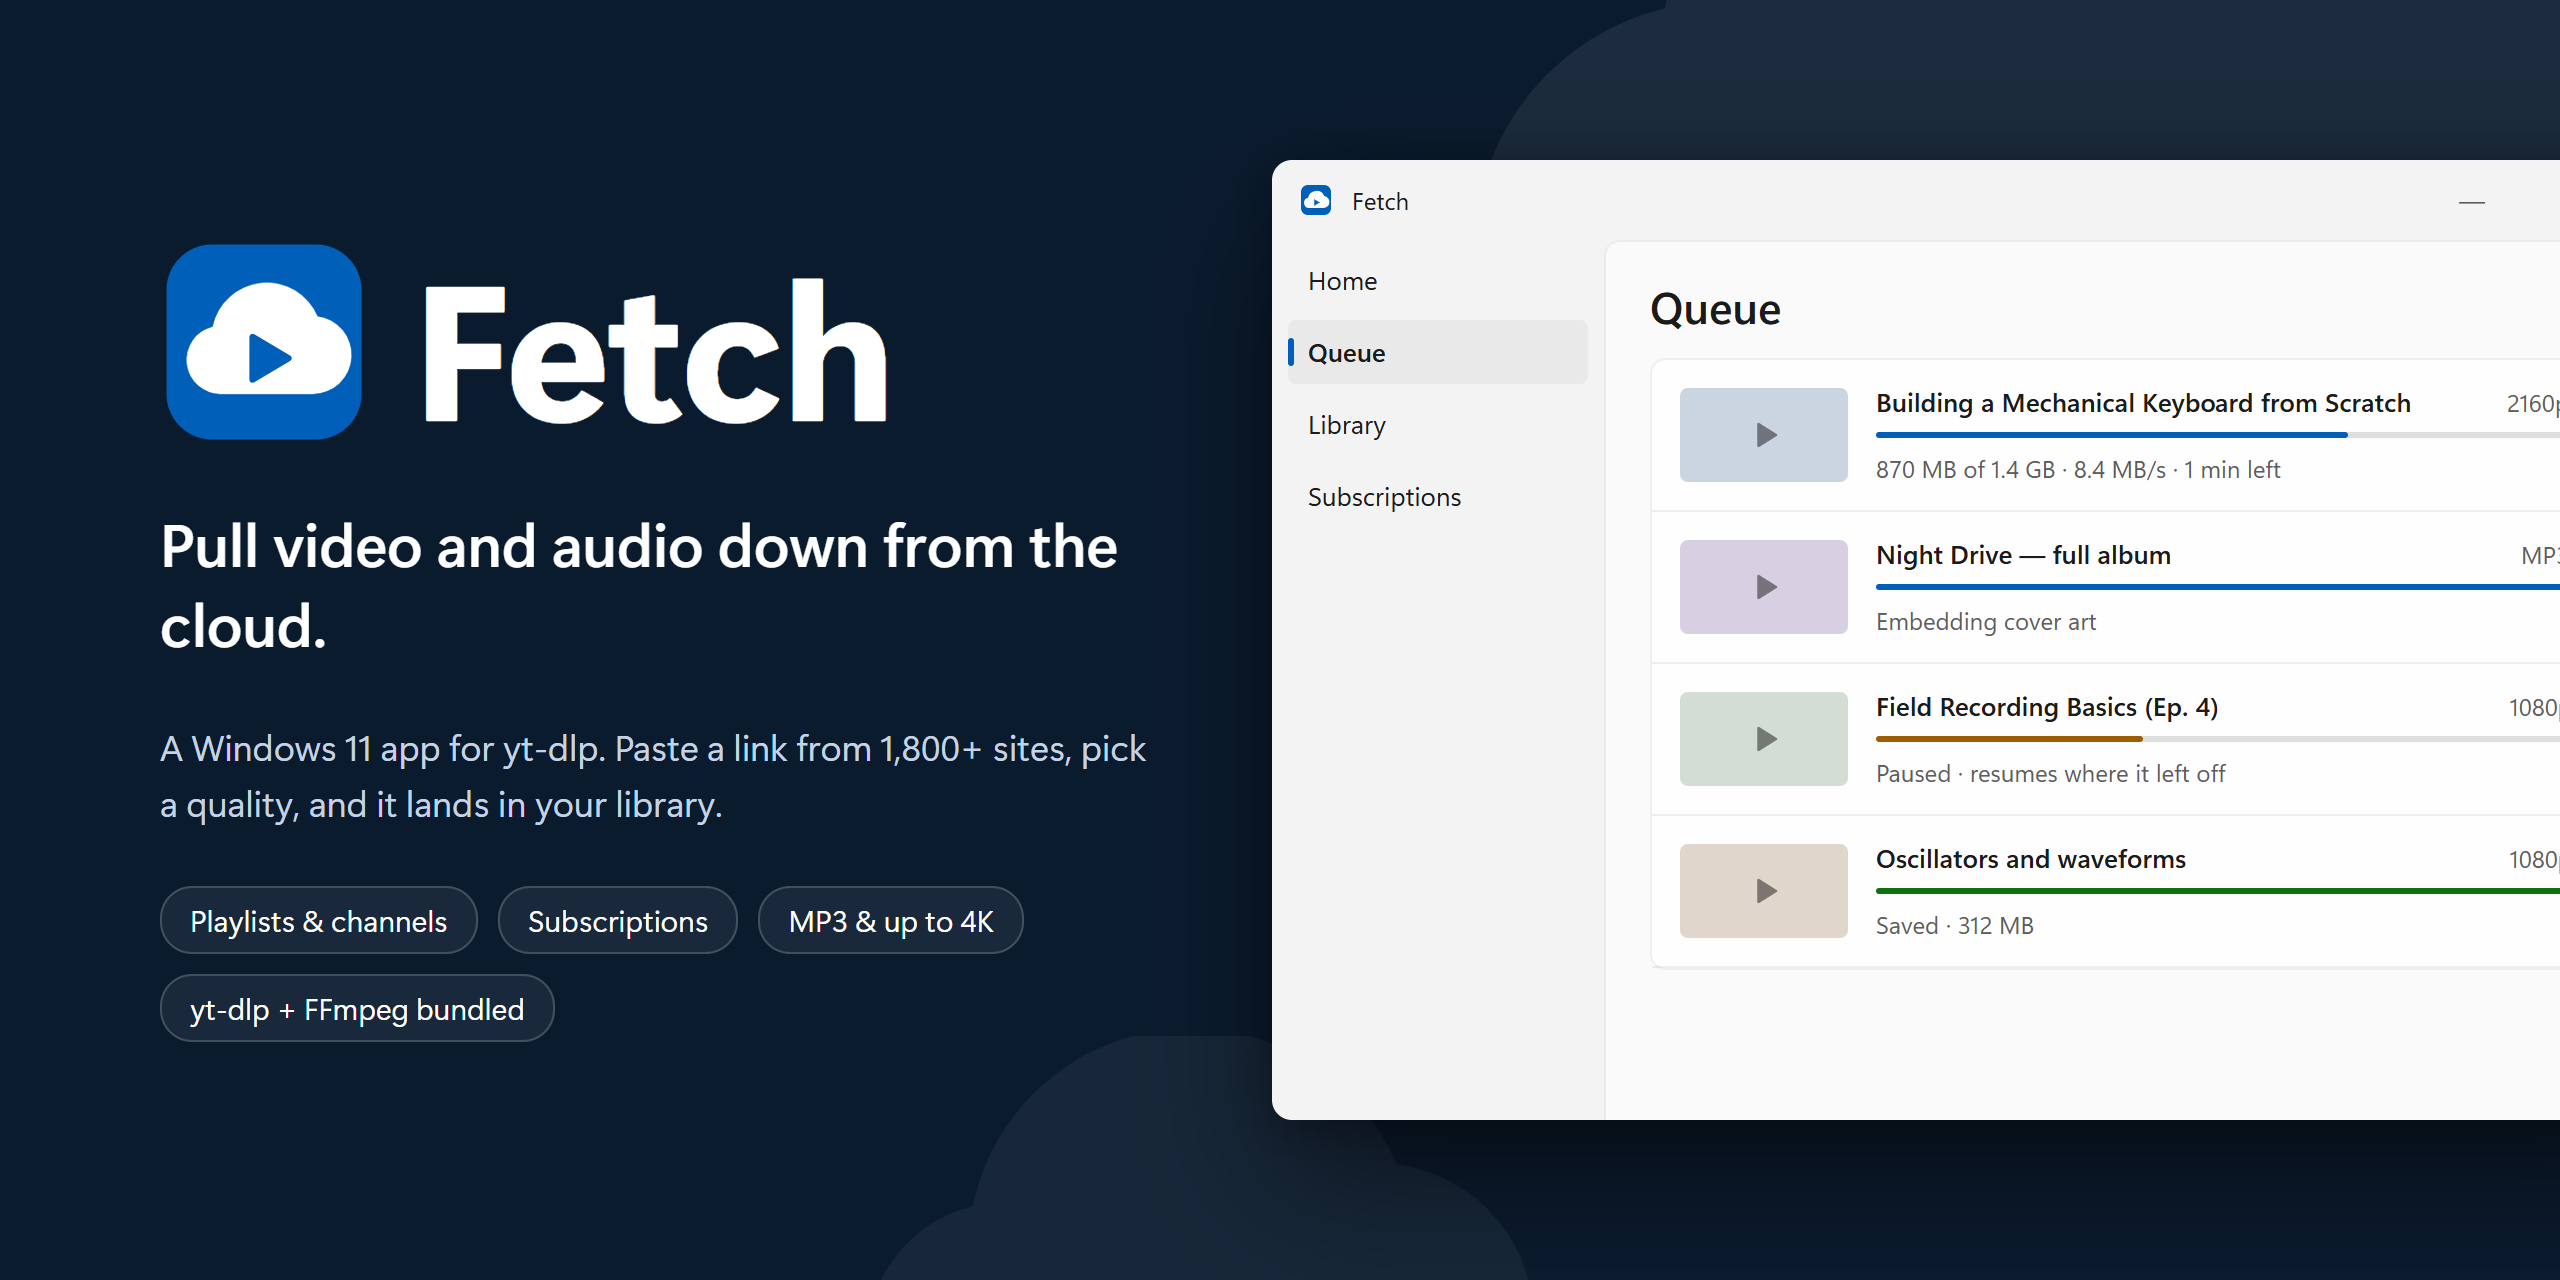 Fetch
Pull video and audio down from the
cloud.
A Windows 11 app for yt-dlp. Paste a link from 1,800+ sites, pick
a quality, and it lands in your library.
Playlists & channels
Subscriptions
MP3 & up to 4K
yt-dlp + FFmpeg bundled
Fetch
Home
Queue
Library
Subscriptions
Queue
Building a Mechanical Keyboard from Scratch
2160p
870 MB of 1.4 GB · 8.4 MB/s · 1 min left
Night Drive — full album
MP3
Embedding cover art
Field Recording Basics (Ep. 4)
1080p
Paused · resumes where it left off
Oscillators and waveforms
1080p
Saved · 312 MB